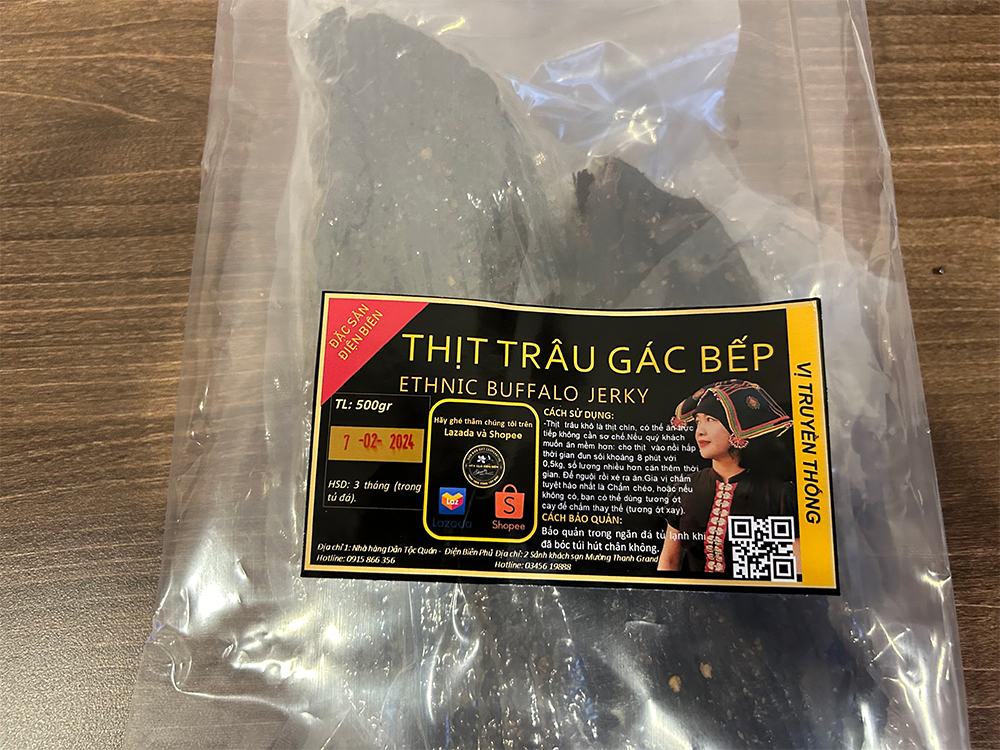 ĐẶC SẢN
ĐIỆN BIÊN
THỊT TRÂU GÁC BẾP
ETHNIC BUFFALO JERKY
VỊ TRUYỀN THỐNG
TL: 500gr
7 -02- 2024
HSD: 3 tháng (trong
tủ đá).
Hãy ghé thăm chúng tôi trên
Lazada và Shopee
Laz
Lazada
S
Shopee
CÁCH SỬ DỤNG:
-Thịt trâu khô là thịt chín, có thể ăn trực
tiếp không cần sơ chế.Nếu quý khách
muốn ăn mềm hơn: cho thịt vào nồi hấp
thời gian đun sôi khoảng 8 phút với
0,5kg, số lượng nhiều hơn cần thêm thời
gian. Để nguội rồi xé ra ăn.Gia vị chấm
tuyệt hảo nhất là Chẩm chéo, hoặc nếu
không có, bạn có thể dùng tương ớt
cay để chấm thay thế (tương ớt xay).
CÁCH BẢO QUẢN:
Bảo quản trong ngăn đá tủ lạnh khi
đã bóc túi hút chân không.
Địa chỉ 1: Nhà hàng Dân Tộc Quán - Điện Biên Phủ
Hotline: 0915 866 356
Địa chỉ: 2 Sảnh khách sạn Mường Thanh Grand
Hotline: 03456 19888